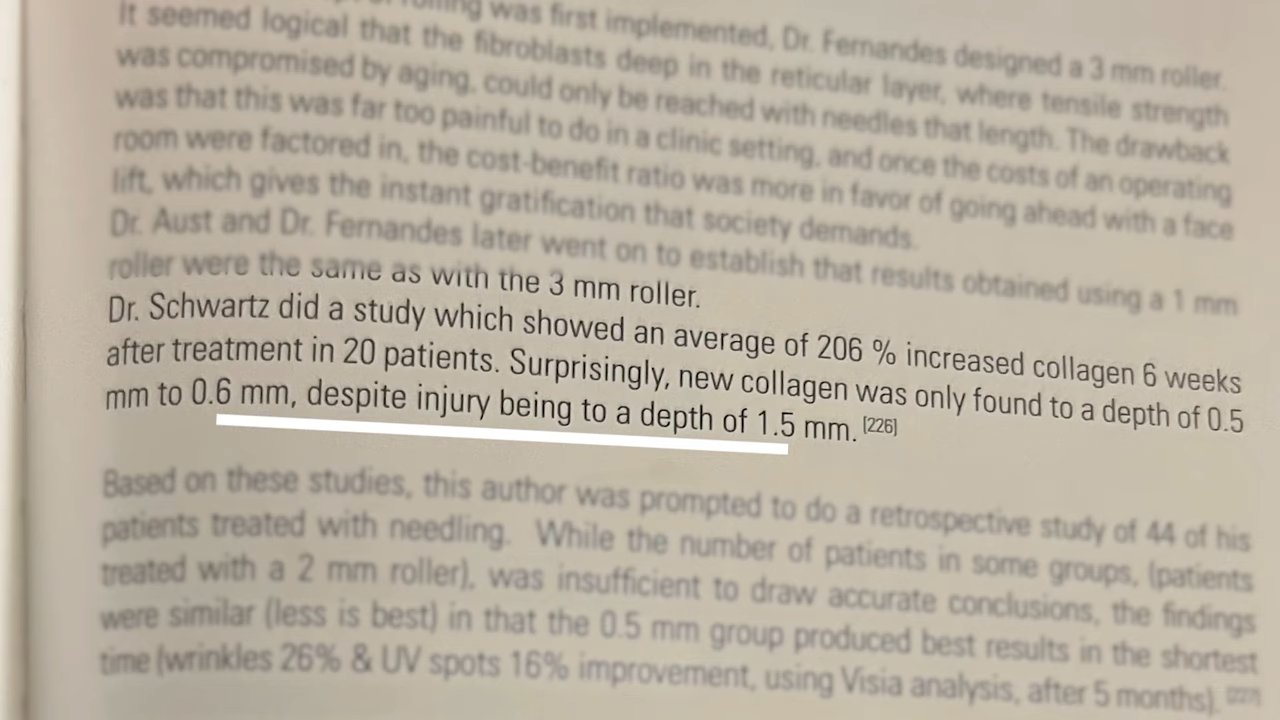 rolling was first implemented, Dr. Fernandes designed a 3 mm roller.
It seemed logical that the fibroblasts deep in the reticular layer, where tensile strength
was compromised by aging, could only be reached with needles that length. The drawback
was that this was far too painful to do in a clinic setting, and once the costs of an operating
room were factored in, the cost-benefit ratio was more in favor of going ahead with a face
lift, which gives the instant gratification that society demands.
Dr. Aust and Dr. Fernandes later went on to establish that results obtained using a 1 mm
roller were the same as with the 3 mm roller.
Dr. Schwartz did a study which showed an average of 206 % increased collagen 6 weeks
after treatment in 20 patients. Surprisingly, new collagen was only found to a depth of 0.5
mm to 0.6 mm, despite injury being to a depth of 1.5 mm. [226]
Based on these studies, this author was prompted to do a retrospective study of 44 of his
patients treated with needling. While the number of patients in some groups, (patients
treated with a 2 mm roller), was insufficient to draw accurate conclusions, the findings
were similar (less is best) in that the 0.5 mm group produced best results in the shortest
time (wrinkles 26% & UV spots 16% improvement, using Visia analysis, after 5 months). [227]